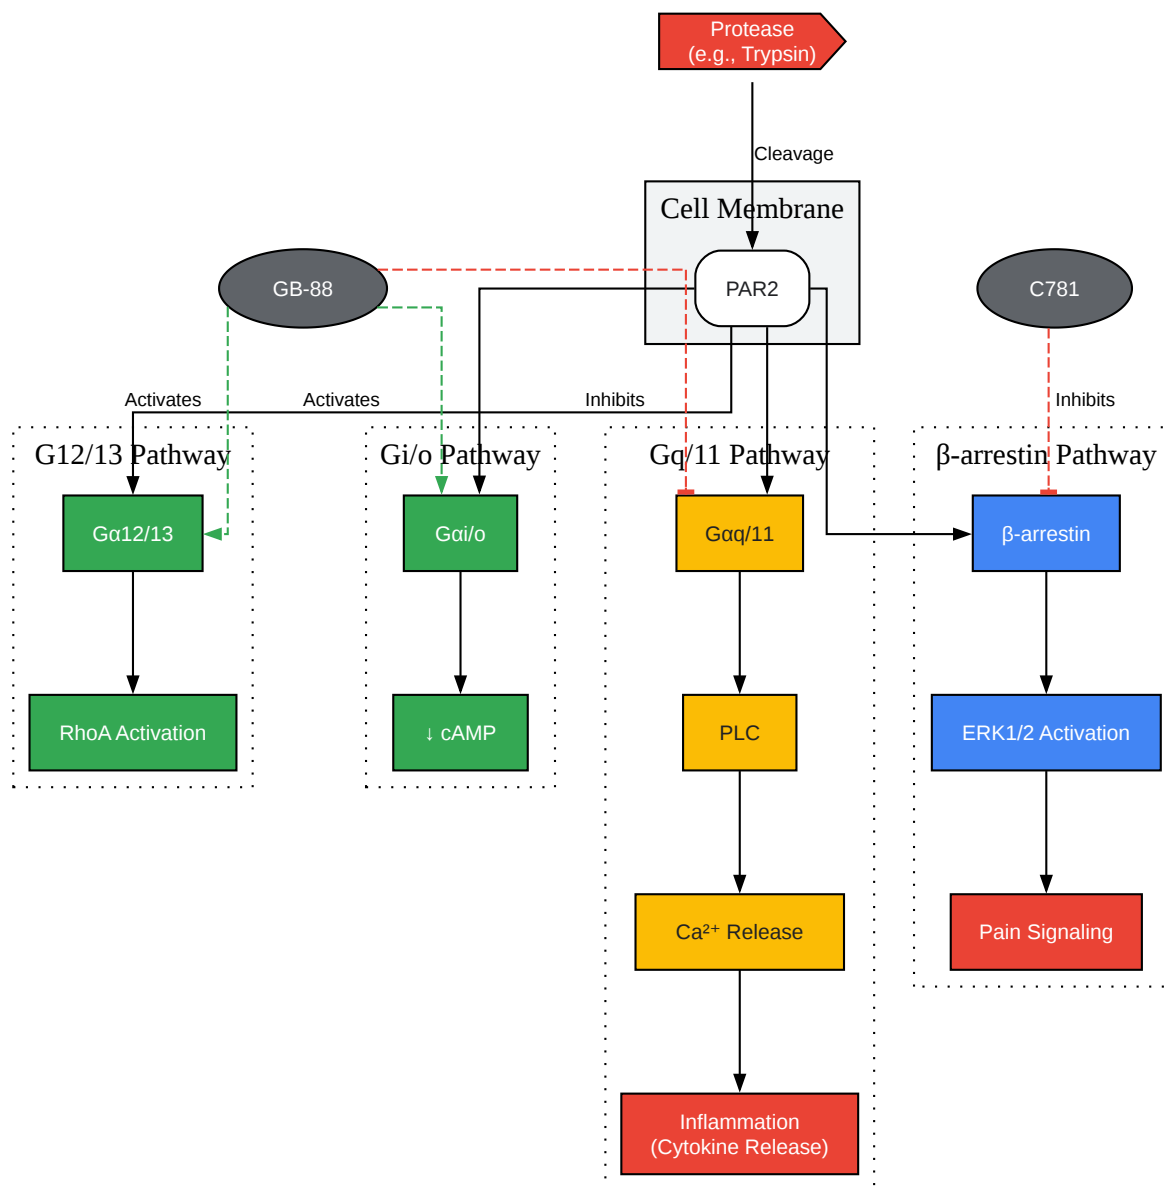 Protease
(e.g., Trypsin)
Cleavage
Cell Membrane
GB-88
PAR2
C781
Activates
Activates
Inhibits
Inhibits
G12/13 Pathway
Gi/o Pathway
Gq/11 Pathway
β-arrestin Pathway
Gα12/13
Gαi/o
Gαq/11
β-arrestin
RhoA Activation
↓ cAMP
PLC
ERK1/2 Activation
Ca²⁺ Release
Pain Signaling
Inflammation
(Cytokine Release)